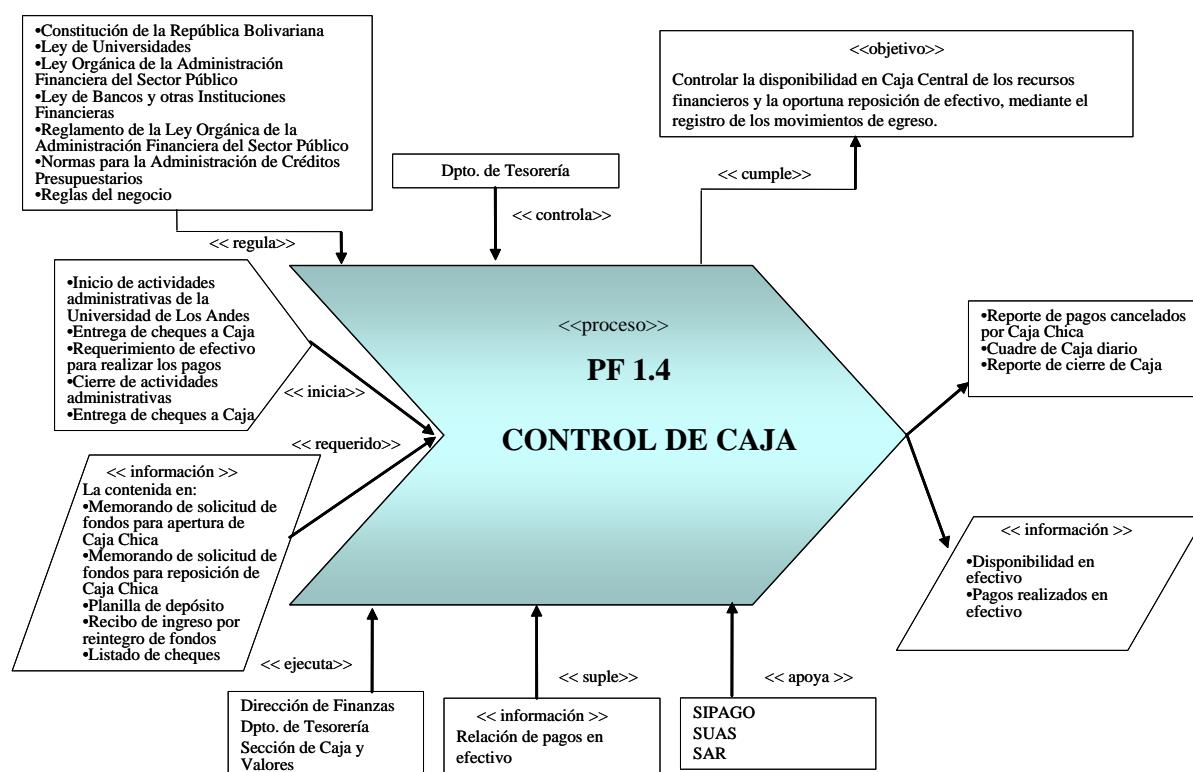 •Constitución de la República Bolivariana
•Ley de Universidades
•Ley Orgánica de la Administración
Financiera del Sector Público
•Ley de Bancos y otras Instituciones
Financieras
•Reglamento de la Ley Orgánica de la
Administración Financiera del Sector Público
•Normas para la Administración de Créditos
Presupuestarios
•Reglas del negocio
<<objetivo>>
Controlar la disponibilidad en Caja Central de los recursos
financieros y la oportuna reposición de efectivo, mediante el
registro de los movimientos de egreso.
Dpto. de Tesorería
<< cumple>>
<< controla>>
<< regula>>
•Inicio de actividades
administrativas de la
Universidad de Los Andes
•Entrega de cheques a Caja
•Requerimiento de efectivo
para realizar los pagos
•Cierre de actividades
administrativas
•Entrega de cheques a Caja
<< inicia>>
<<proceso>>
PF 1.4
CONTROL DE CAJA
•Reporte de pagos cancelados
por Caja Chica
•Cuadre de Caja diario
•Reporte de cierre de Caja
<< requerido>>
<< información >>
La contenida en:
•Memorando de solicitud de
fondos para apertura de
Caja Chica
•Memorando de solicitud de
fondos para reposición de
Caja Chica
•Planilla de depósito
•Recibo de ingreso por
reintegro de fondos
•Listado de cheques
<< información >>
•Disponibilidad en
efectivo
•Pagos realizados en
efectivo
<< ejecuta>>
<< suple>>
<< apoya >>
Dirección de Finanzas
Dpto. de Tesorería
Sección de Caja y
Valores
<< información >>
Relación de pagos en
efectivo
SIPAGO
SUAS
SAR